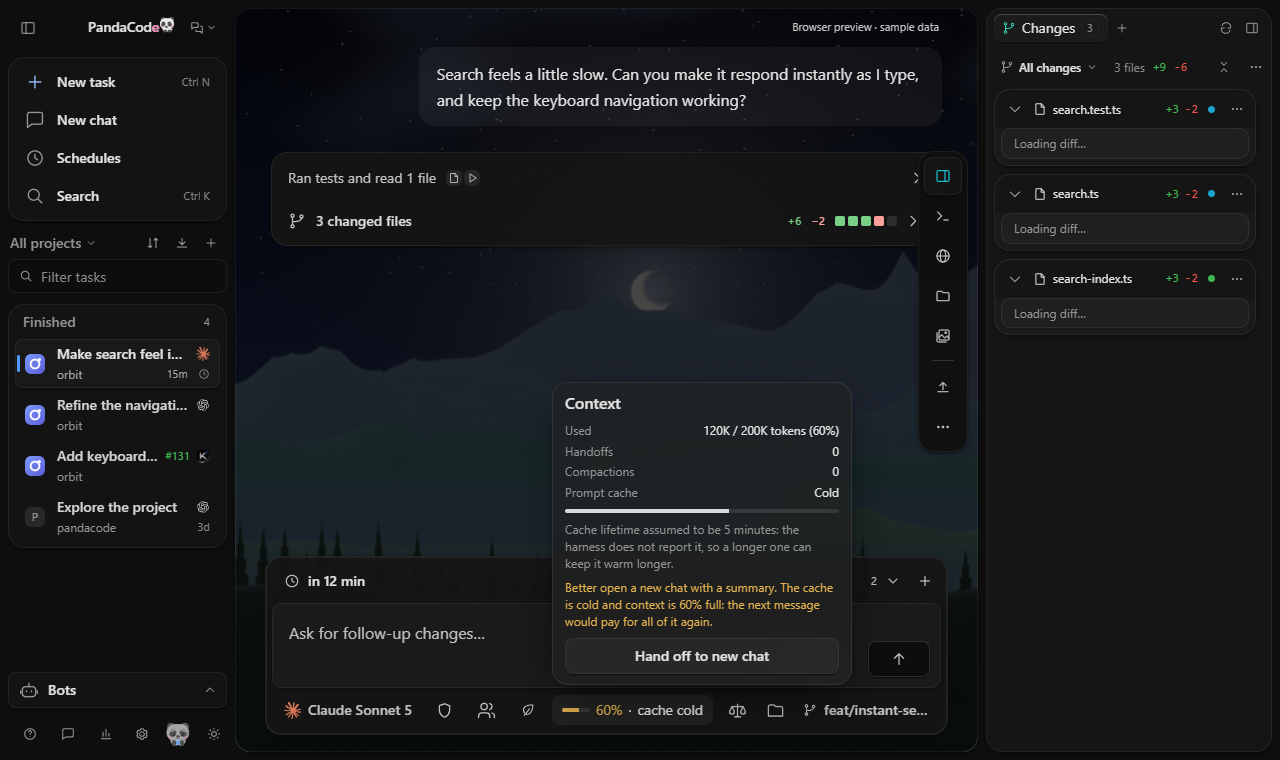 PandaCode
New task Ctrl N
New chat
Schedules
Search Ctrl K
All projects
Filter tasks
Finished 4
Make search feel i...
orbit 15m
Refine the navigati...
orbit
Add keyboard... #131
orbit
P Explore the project
pandacode 3d
Bots
Browser preview · sample data
Search feels a little slow. Can you make it respond instantly as I type,
and keep the keyboard navigation working?
Ran tests and read 1 file
3 changed files +6 −2
Context
Used 120K / 200K tokens (60%)
Handoffs 0
Compactions 0
Prompt cache Cold
Cache lifetime assumed to be 5 minutes: the
harness does not report it, so a longer one can
keep it warm longer.
Better open a new chat with a summary. The cache
is cold and context is 60% full: the next message
would pay for all of it again.
Hand off to new chat
in 12 min 2
Ask for follow-up changes...
Claude Sonnet 5 60% · cache cold feat/instant-se...
Changes 3
All changes 3 files +9 -6
search.test.ts +3 -2
Loading diff...
search.ts +3 -2
Loading diff...
search-index.ts +3 -2
Loading diff...